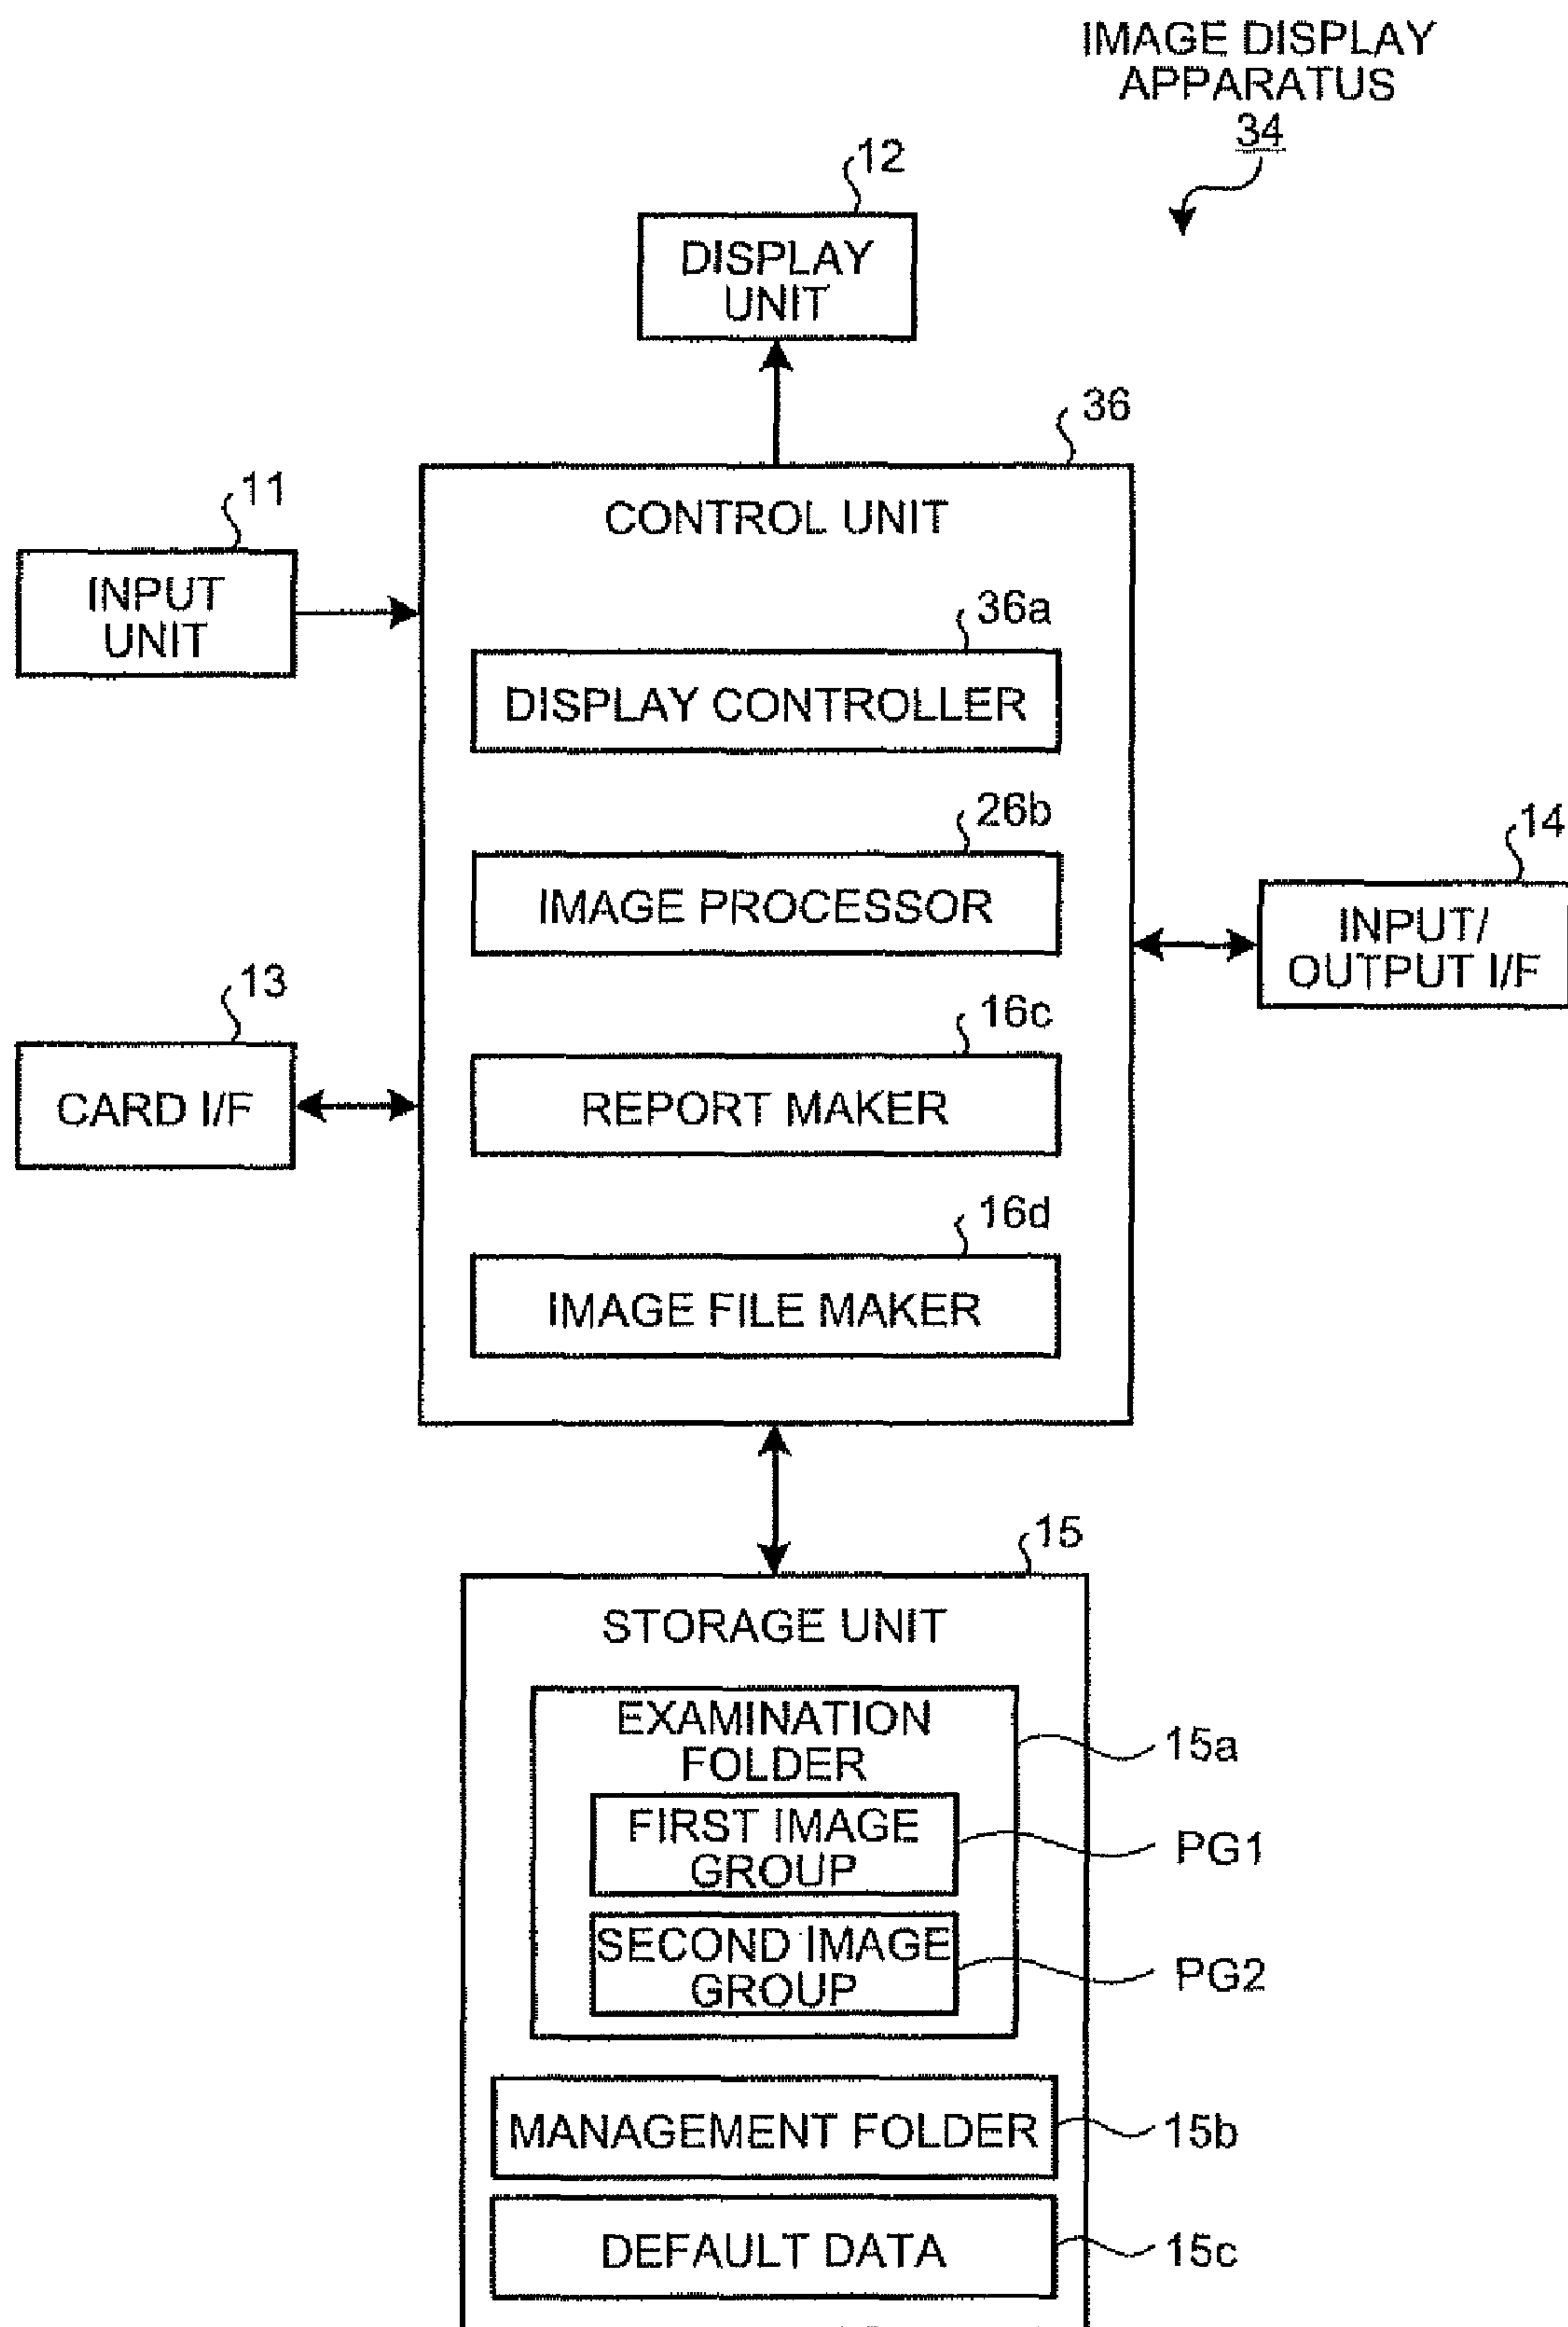 IMAGE DISPLAY
APPARATUS
34
12
DISPLAY
UNIT
36
CONTROL UNIT
11
INPUT
UNIT
36a
DISPLAY CONTROLLER
26b
IMAGE PROCESSOR
14
INPUT/
OUTPUT I/F
13
CARD I/F
16c
REPORT MAKER
16d
IMAGE FILE MAKER
15
STORAGE UNIT
EXAMINATION
FOLDER
15a
FIRST IMAGE
GROUP
PG1
SECOND IMAGE
GROUP
PG2
MANAGEMENT FOLDER
15b
DEFAULT DATA
15c